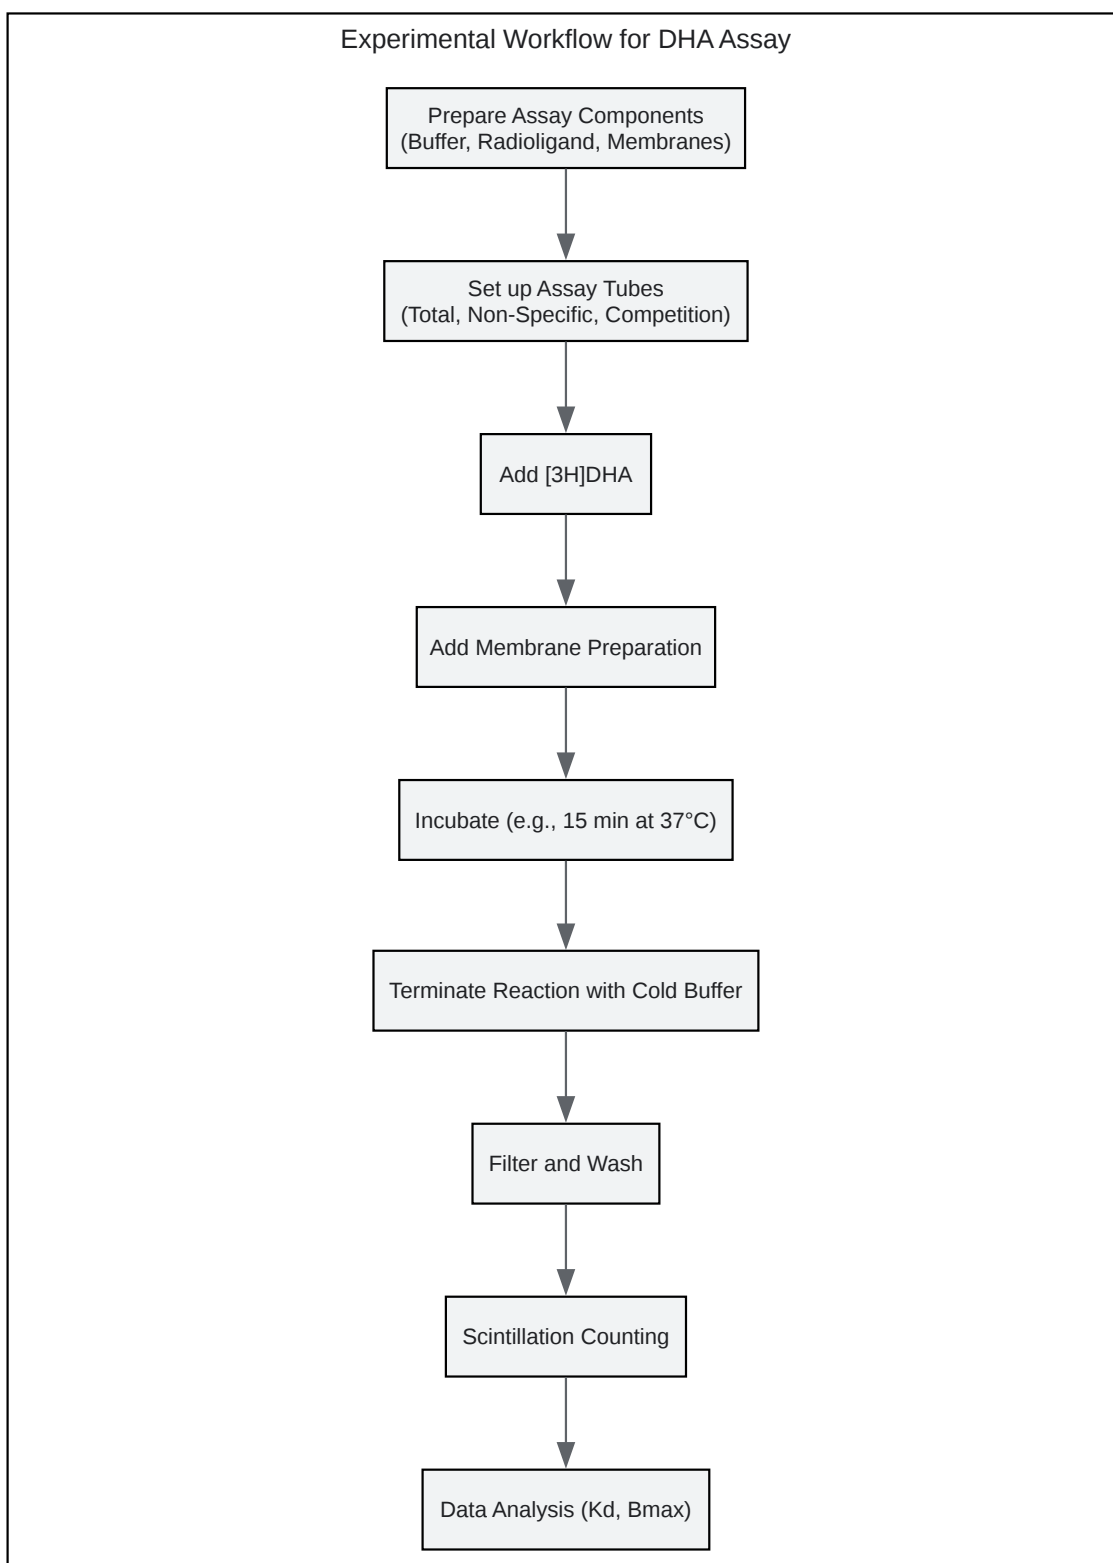 Experimental Workflow for DHA Assay
Prepare Assay Components
(Buffer, Radioligand, Membranes)
Set up Assay Tubes
(Total, Non-Specific, Competition)
Add [3H]DHA
Add Membrane Preparation
Incubate (e.g., 15 min at 37°C)
Terminate Reaction with Cold Buffer
Filter and Wash
Scintillation Counting
Data Analysis (Kd, Bmax)